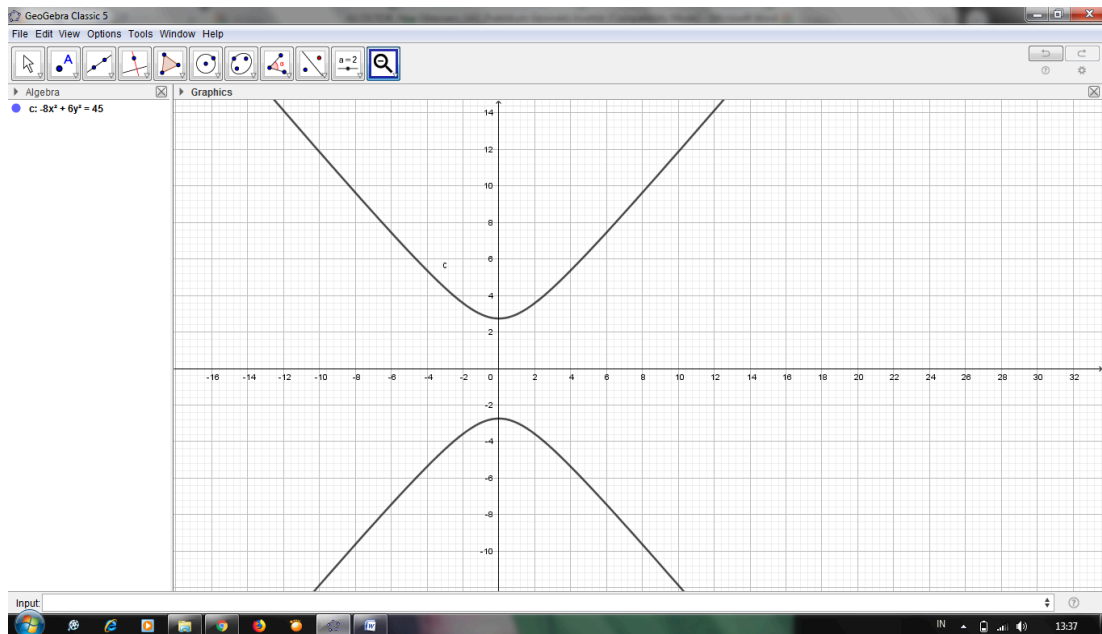 GeoGebra Classic 5
File Edit View Options Tools Window Help
A
α
a=2
Algebra
Graphics
c: -8x² + 6y² = 45
14
12
10
8
6
c
4
2
-16 -14 -12 -10 -8 -6 -4 -2 0 2 4 6 8 10 12 14 16 18 20 22 24 26 28 30 32
-2
-4
-6
-8
-10
Input:
IN
13:37